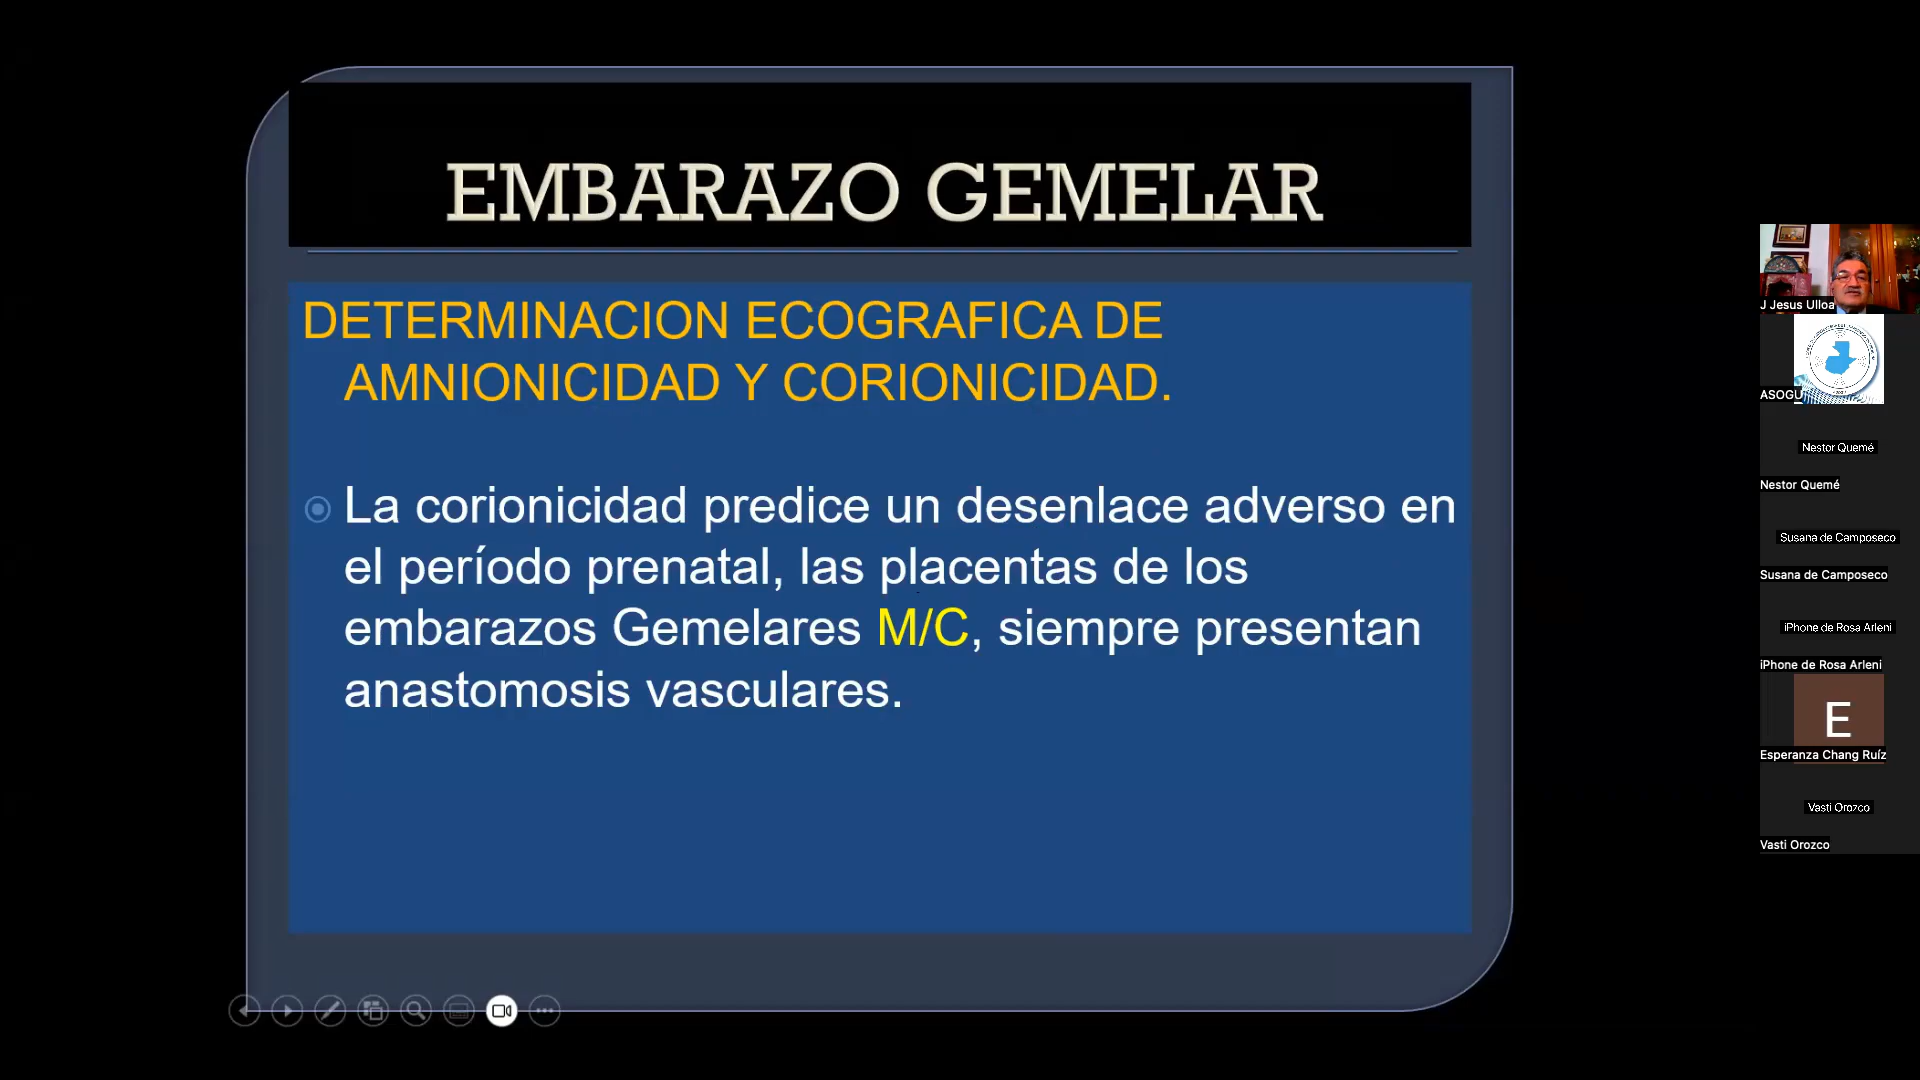 EMBARAZO GEMELAR
DETERMINACION ECOGRAFICA DE
AMNIONICIDAD Y CORIONICIDAD.
La corionicidad predice un desenlace adverso en
el período prenatal, las placentas de los
embarazos Gemelares M/C, siempre presentan
anastomosis vasculares.
J Jesus Ulloa
ASOGU
Nestor Quemé
Nestor Quemé
Susana de Camposeco
Susana de Camposeco
iPhone de Rosa Arleni
iPhone de Rosa Arleni
E
Esperanza Chang Ruíz
Vasti Orozco
Vasti Orozco